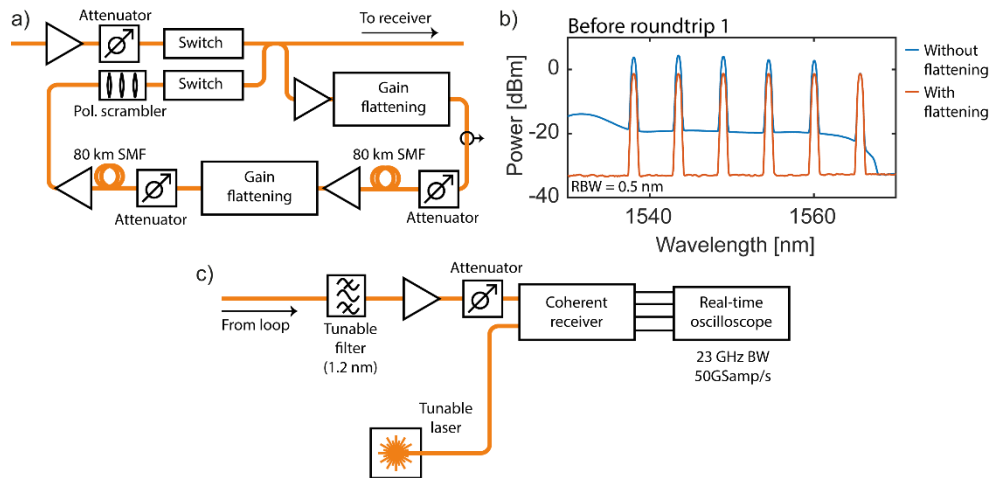 a)
Attenuator
Switch
To receiver
Pol. scrambler
Switch
Gain
flattening
80 km SMF
Attenuator
Gain
flattening
80 km SMF
Attenuator
b)
Before roundtrip 1
Power [dBm]
0
-20
-40
RBW = 0.5 nm
1540
1560
Wavelength [nm]
Without
flattening
With
flattening
c)
From loop
Tunable
filter
(1.2 nm)
Attenuator
Coherent
receiver
Real-time
oscilloscope
23 GHz BW
50GSamp/s
Tunable
laser